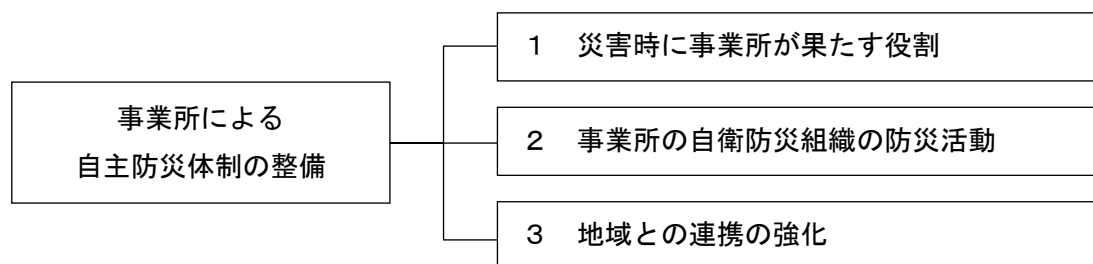 事業所による
自主防災体制の整備
１　災害時に事業所が果たす役割
２　事業所の自衛防災組織の防災活動
３　地域との連携の強化